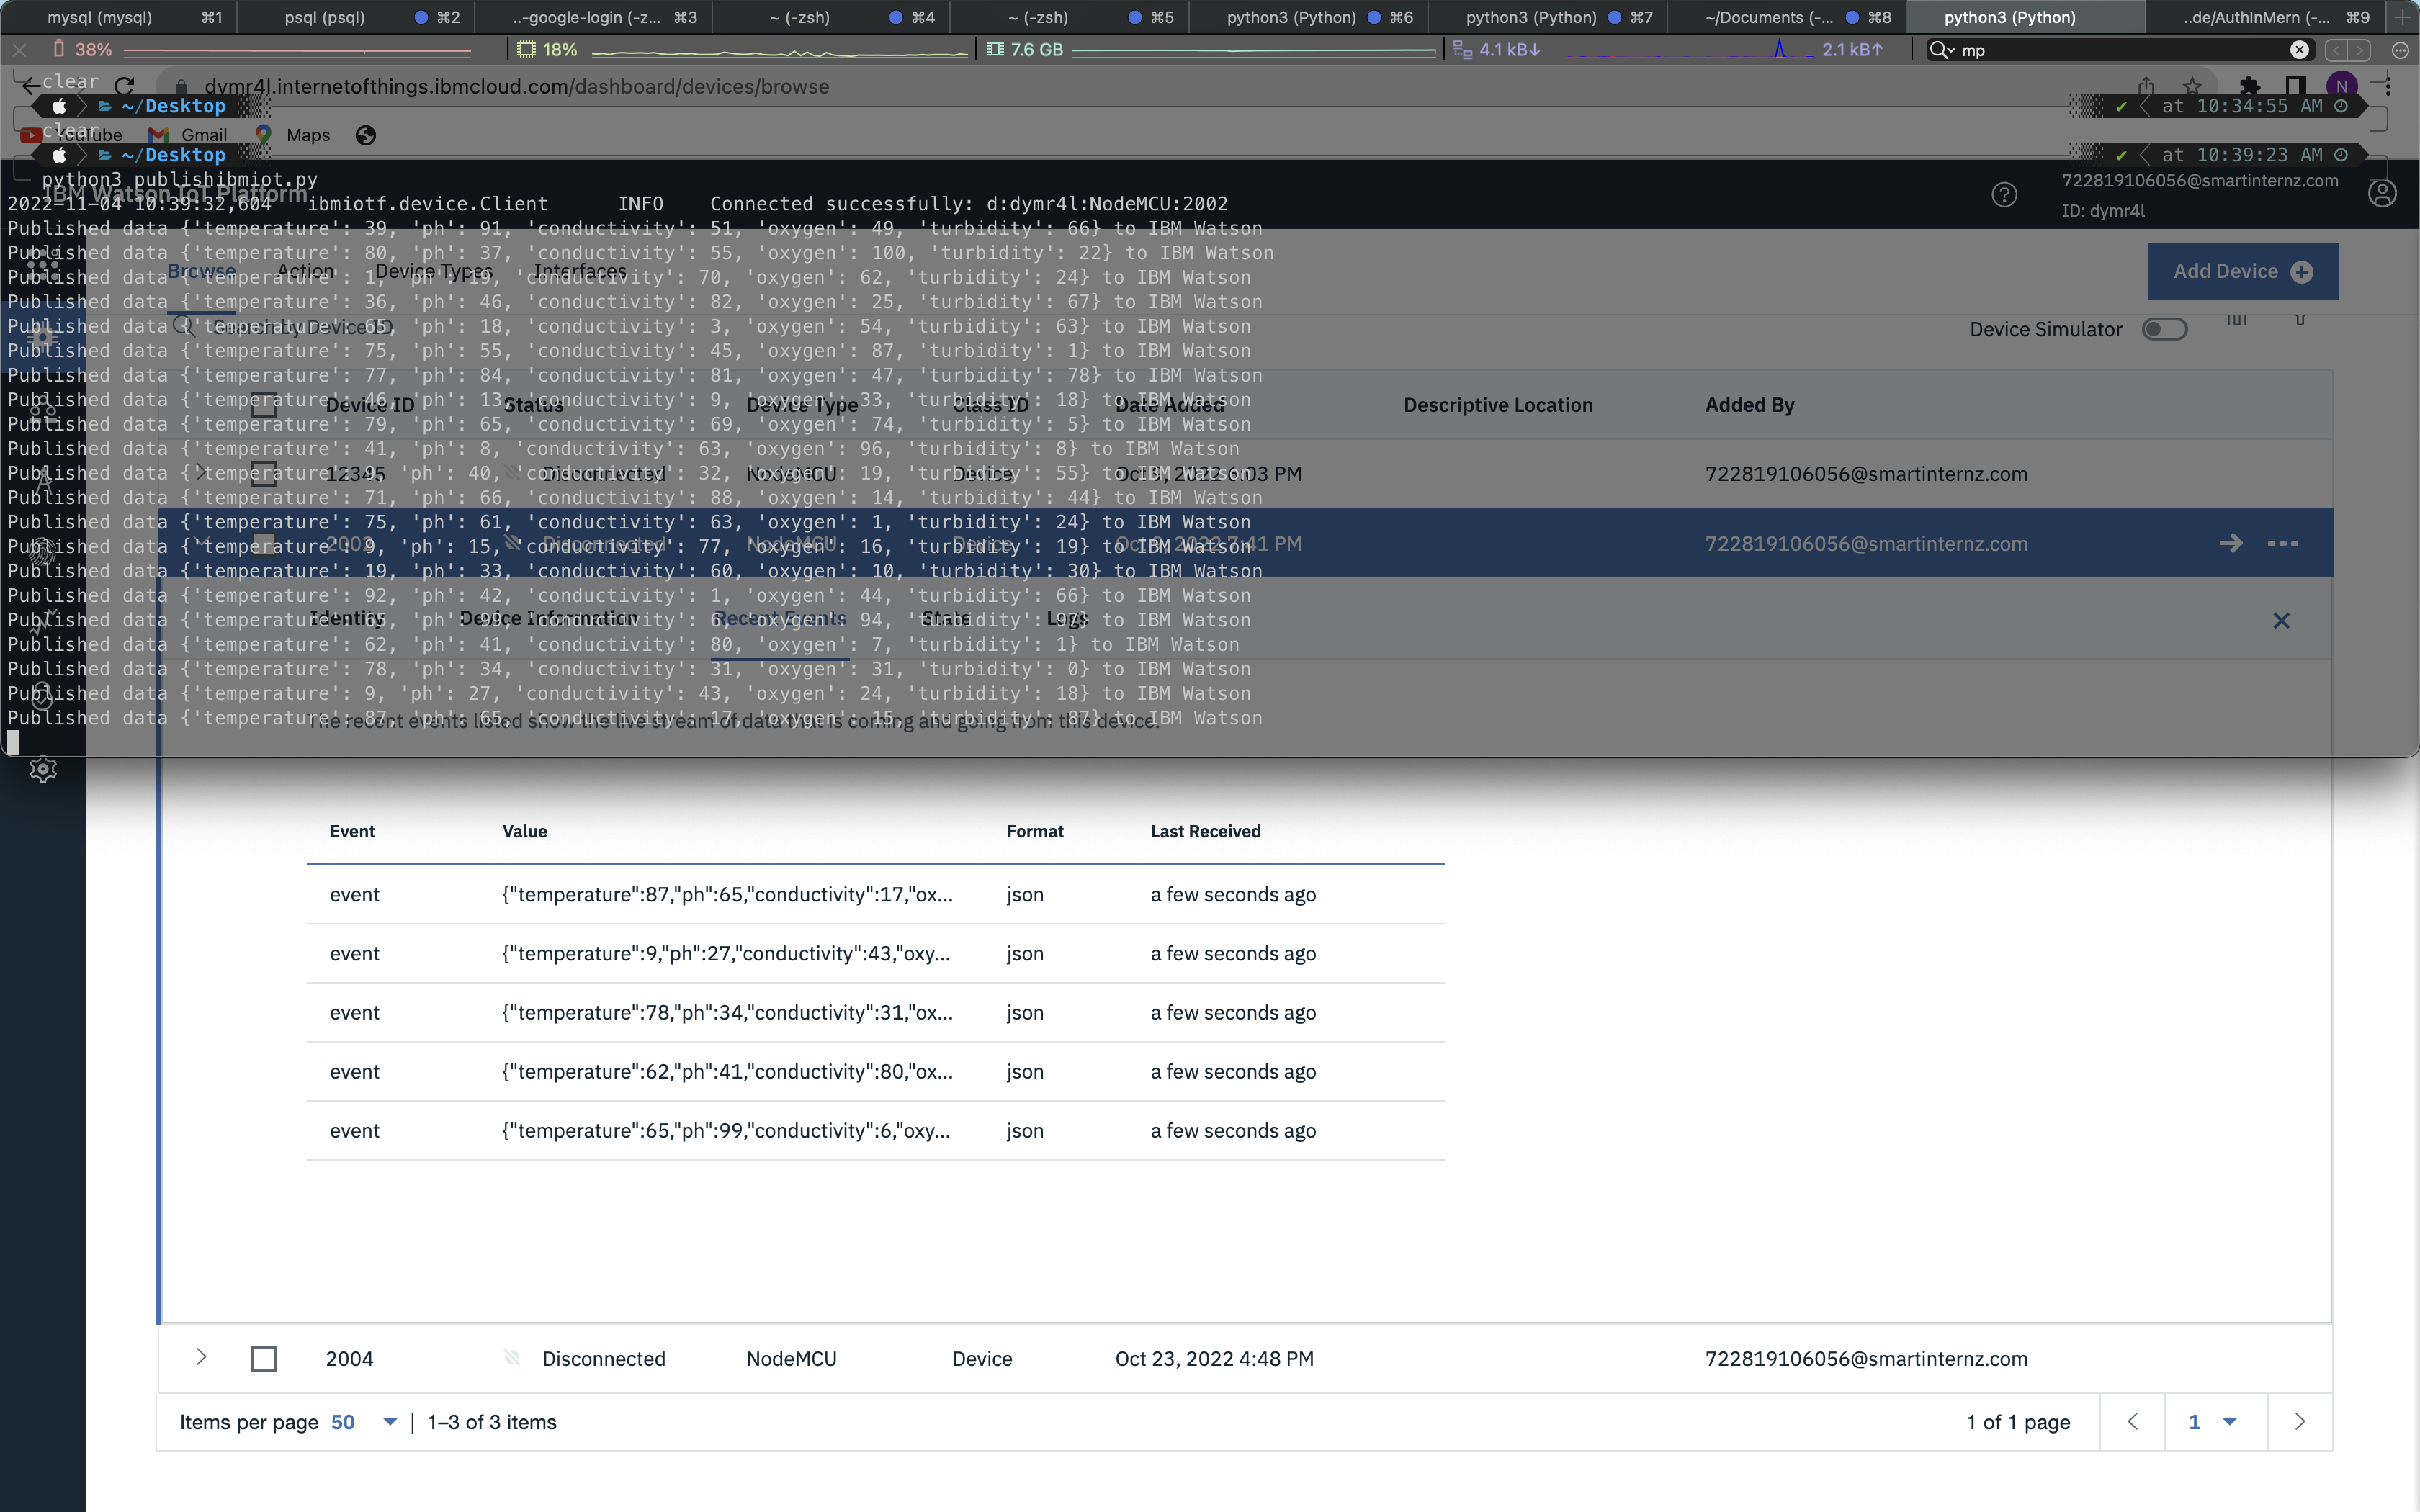 mysql (mysql) ⌘1 psql (psql) ⌘2 ..-google-login (-z... ⌘3 ~ (-zsh) ⌘4 ~ (-zsh) ⌘5 python3 (Python) ⌘6 python3 (Python) ⌘7 ~/Documents (-... ⌘8 python3 (Python) ..de/AuthInMern (-... ⌘9
38% 18% 7.6 GB 4.1 kB↓ 2.1 kB↑ mp
clear
dymr4l.internetofthings.ibmcloud.com/dashboard/devices/browse N
~/Desktop ✔ at 10:34:55 AM
clear
YouTube Gmail Maps
~/Desktop ✔ at 10:39:23 AM
python3 publishibmiot.py
IBM Watson IoT Platform 722819106056@smartinternz.com
ID: dymr4l
2022-11-04 10:39:32,604 ibmiotf.device.Client INFO Connected successfully: d:dymr4l:NodeMCU:2002
Published data {'temperature': 39, 'ph': 91, 'conductivity': 51, 'oxygen': 49, 'turbidity': 66} to IBM Watson
Published data {'temperature': 80, 'ph': 37, 'conductivity': 55, 'oxygen': 100, 'turbidity': 22} to IBM Watson
Browse Action Device Types Interfaces Add Device
Published data {'temperature': 1, 'ph': 19, 'conductivity': 70, 'oxygen': 62, 'turbidity': 24} to IBM Watson
Published data {'temperature': 36, 'ph': 46, 'conductivity': 82, 'oxygen': 25, 'turbidity': 67} to IBM Watson
Published data {'temperature': 65, 'ph': 18, 'conductivity': 3, 'oxygen': 54, 'turbidity': 63} to IBM Watson
Search by Device ID Device Simulator
Published data {'temperature': 75, 'ph': 55, 'conductivity': 45, 'oxygen': 87, 'turbidity': 1} to IBM Watson
Published data {'temperature': 77, 'ph': 84, 'conductivity': 81, 'oxygen': 47, 'turbidity': 78} to IBM Watson
Published data {'temperature': 46, 'ph': 13, 'conductivity': 9, 'oxygen': 33, 'turbidity': 18} to IBM Watson
Device ID Status Device Type Class ID Date Added Descriptive Location Added By
Published data {'temperature': 79, 'ph': 65, 'conductivity': 69, 'oxygen': 74, 'turbidity': 5} to IBM Watson
Published data {'temperature': 41, 'ph': 8, 'conductivity': 63, 'oxygen': 96, 'turbidity': 8} to IBM Watson
Published data {'temperature': 'ph': 40, 'conductivity': 32, 'oxygen': 19, 'turbidity': 55} to IBM Watson
12345 Disconnected NodeMCU Device 2022 6:03 PM 722819106056@smartinternz.com
Published data {'temperature': 71, 'ph': 66, 'conductivity': 88, 'oxygen': 14, 'turbidity': 44} to IBM Watson
Published data {'temperature': 75, 'ph': 61, 'conductivity': 63, 'oxygen': 1, 'turbidity': 24} to IBM Watson
Published data {'temperature': 9, 'ph': 15, 'conductivity': 77, 'oxygen': 16, 'turbidity': 19} to IBM Watson
2002 Disconnected NodeMCU Device 2022 7:41 PM 722819106056@smartinternz.com
Published data {'temperature': 19, 'ph': 33, 'conductivity': 60, 'oxygen': 10, 'turbidity': 30} to IBM Watson
Published data {'temperature': 92, 'ph': 42, 'conductivity': 1, 'oxygen': 44, 'turbidity': 66} to IBM Watson
Published data {'temperature': 65, 'ph': 99, 'conductivity': 6, 'oxygen': 94, 'turbidity': to IBM Watson
Identity Device Information Recent Events State Logs
Published data {'temperature': 62, 'ph': 41, 'conductivity': 80, 'oxygen': 7, 'turbidity': 1} to IBM Watson
Published data {'temperature': 78, 'ph': 34, 'conductivity': 31, 'oxygen': 31, 'turbidity': 0} to IBM Watson
Published data {'temperature': 9, 'ph': 27, 'conductivity': 43, 'oxygen': 24, 'turbidity': 18} to IBM Watson
Published data {'temperature': 87, 'ph': 65, 'conductivity': 17, 'oxygen': 15, 'turbidity': 87} to IBM Watson
The recent events listed show the live stream of data that is coming and going from this device.
Event Value Format Last Received
event {"temperature":87,"ph":65,"conductivity":17,"ox... json a few seconds ago
event {"temperature":9,"ph":27,"conductivity":43,"oxy... json a few seconds ago
event {"temperature":78,"ph":34,"conductivity":31,"ox... json a few seconds ago
event {"temperature":62,"ph":41,"conductivity":80,"ox... json a few seconds ago
event {"temperature":65,"ph":99,"conductivity":6,"oxy... json a few seconds ago
2004 Disconnected NodeMCU Device Oct 23, 2022 4:48 PM 722819106056@smartinternz.com
Items per page 50 | 1–3 of 3 items 1 of 1 page 1